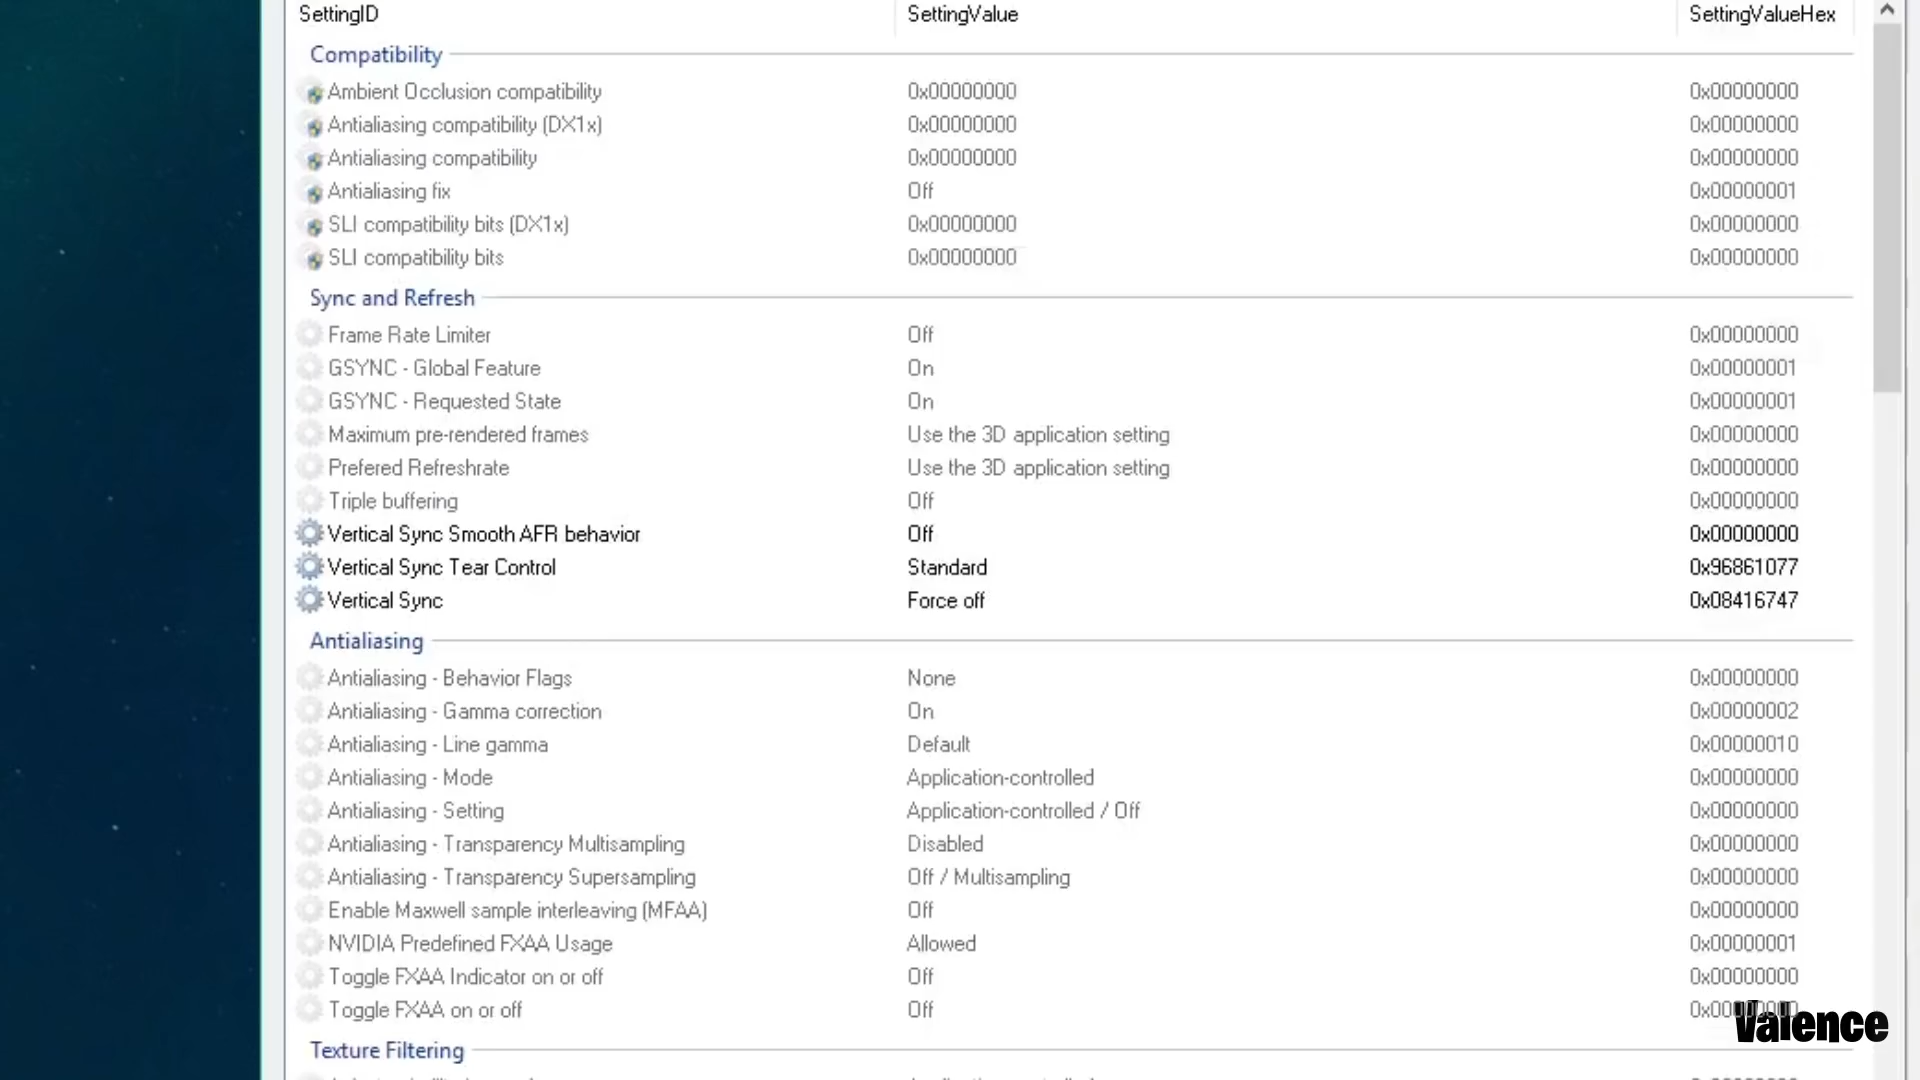 SettingID SettingValue SettingValueHex
Compatibility
Ambient Occlusion compatibility 0x00000000 0x00000000
Antialiasing compatibility (DX1x) 0x00000000 0x00000000
Antialiasing compatibility 0x00000000 0x00000000
Antialiasing fix Off 0x00000001
SLI compatibility bits (DX1x) 0x00000000 0x00000000
SLI compatibility bits 0x00000000 0x00000000
Sync and Refresh
Frame Rate Limiter Off 0x00000000
GSYNC - Global Feature On 0x00000001
GSYNC - Requested State On 0x00000001
Maximum pre-rendered frames Use the 3D application setting 0x00000000
Prefered Refreshrate Use the 3D application setting 0x00000000
Triple buffering Off 0x00000000
Vertical Sync Smooth AFR behavior Off 0x00000000
Vertical Sync Tear Control Standard 0x96861077
Vertical Sync Force off 0x08416747
Antialiasing
Antialiasing - Behavior Flags None 0x00000000
Antialiasing - Gamma correction On 0x00000002
Antialiasing - Line gamma Default 0x00000010
Antialiasing - Mode Application-controlled 0x00000000
Antialiasing - Setting Application-controlled / Off 0x00000000
Antialiasing - Transparency Multisampling Disabled 0x00000000
Antialiasing - Transparency Supersampling Off / Multisampling 0x00000000
Enable Maxwell sample interleaving (MFAA) Off 0x00000000
NVIDIA Predefined FXAA Usage Allowed 0x00000001
Toggle FXAA Indicator on or off Off 0x00000000
Toggle FXAA on or off Off 0x00000000
Valence
Texture Filtering